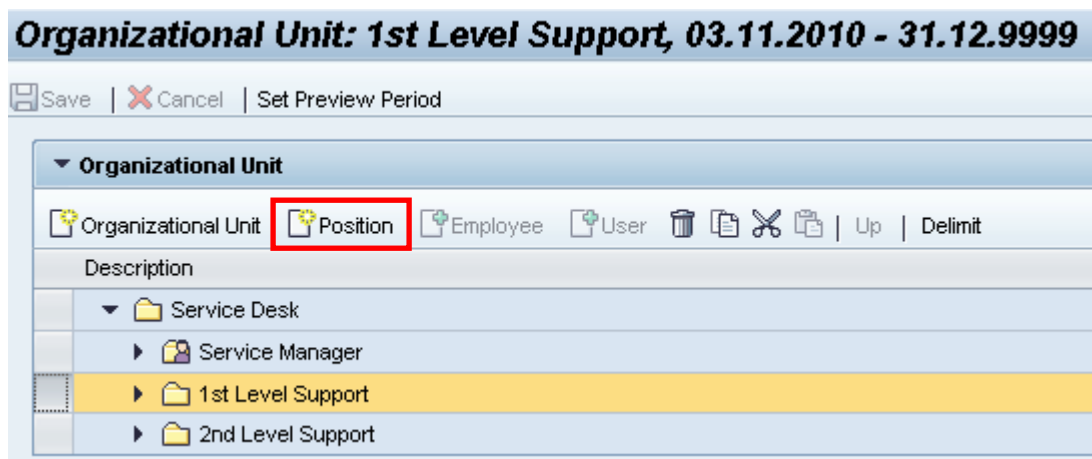 Organizational Unit: 1st Level Support, 03.11.2010 - 31.12.9999
Save | Cancel | Set Preview Period
Organizational Unit
Organizational Unit Position Employee User | Up | Delimit
Description
Service Desk
Service Manager
1st Level Support
2nd Level Support